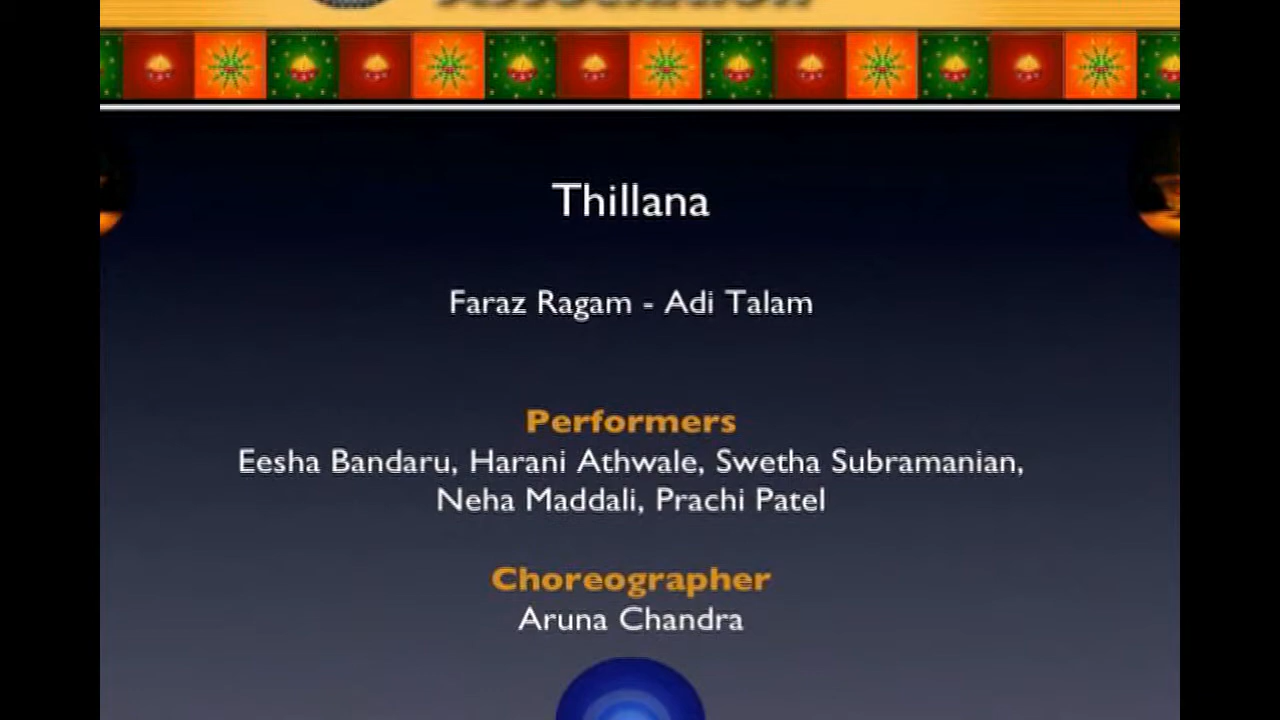 Association
Thillana
Faraz Ragam - Adi Talam
Performers
Eesha Bandaru, Harani Athwale, Swetha Subramanian,
Neha Maddali, Prachi Patel
Choreographer
Aruna Chandra